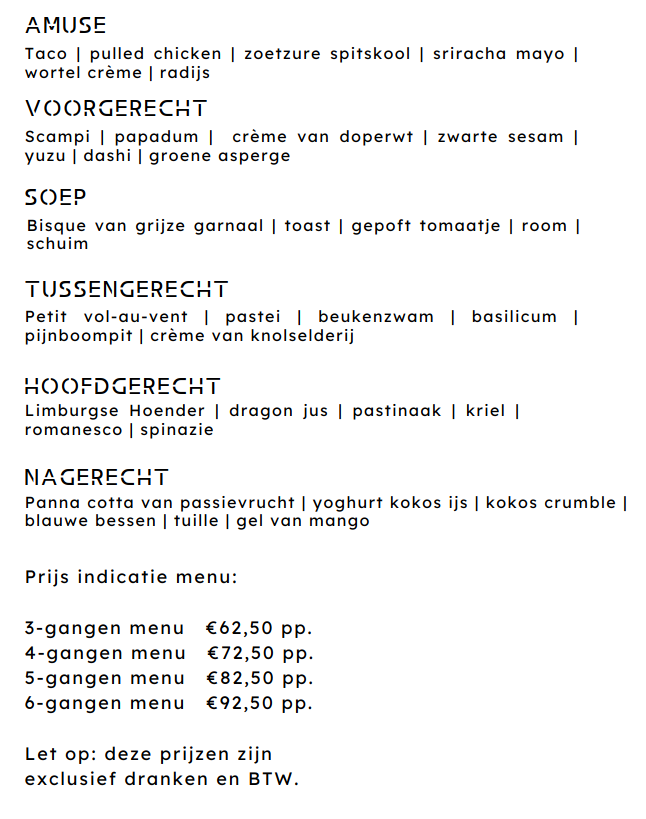 AMUSE
Taco | pulled chicken | zoetzure spitskool | sriracha mayo |
wortel crème | radijs
VOORGERECHT
Scampi | papadum | crème van doperwt | zwarte sesam |
yuzu | dashi | groene asperge
SOEP
Bisque van grijze garnaal | toast | gepoft tomaatje | room |
schuim
TUSSENGERECHT
Petit vol-au-vent | pastei | beukenzwam | basilicum |
pijnboompit | crème van knolselderij
HOOFDGERECHT
Limburgse Hoender | dragon jus | pastinaak | kriel |
romanesco | spinazie
NAGERECHT
Panna cotta van passievrucht | yoghurt kokos ijs | kokos crumble |
blauwe bessen | tuille | gel van mango
Prijs indicatie menu:
3-gangen menu €62,50 pp.
4-gangen menu €72,50 pp.
5-gangen menu €82,50 pp.
6-gangen menu €92,50 pp.
Let op: deze prijzen zijn
exclusief dranken en BTW.